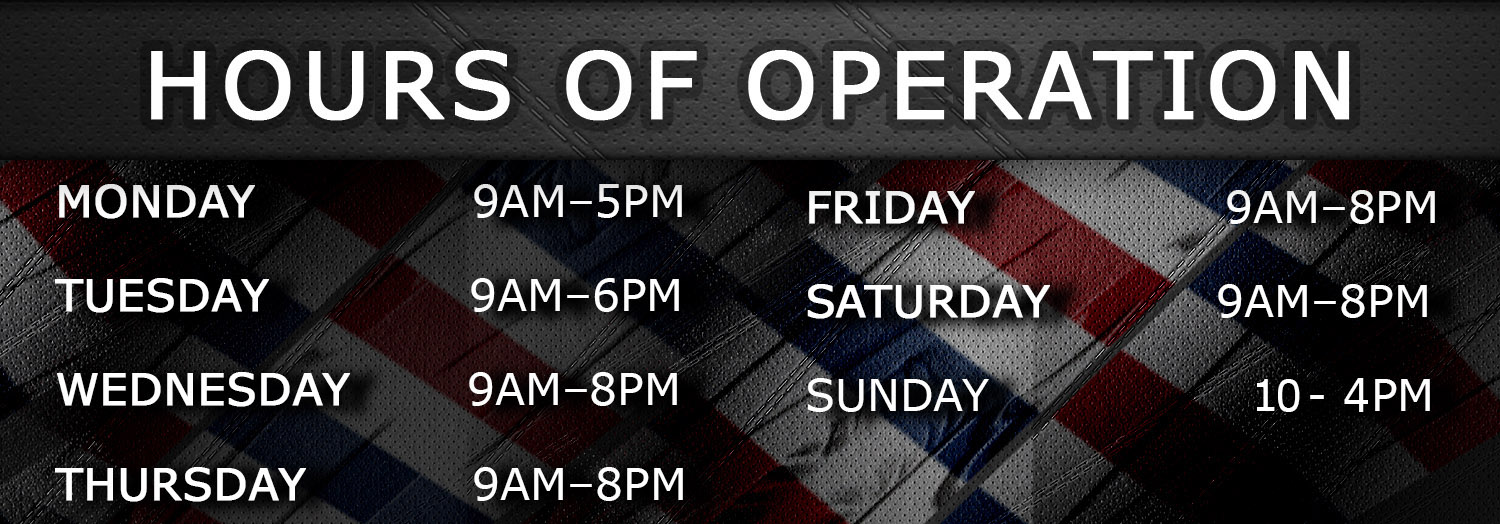 HOURS OF OPERATION
MONDAY 9AM–5PM
TUESDAY 9AM–6PM
WEDNESDAY 9AM–8PM
THURSDAY 9AM–8PM
FRIDAY 9AM–8PM
SATURDAY 9AM–8PM
SUNDAY 10 - 4PM